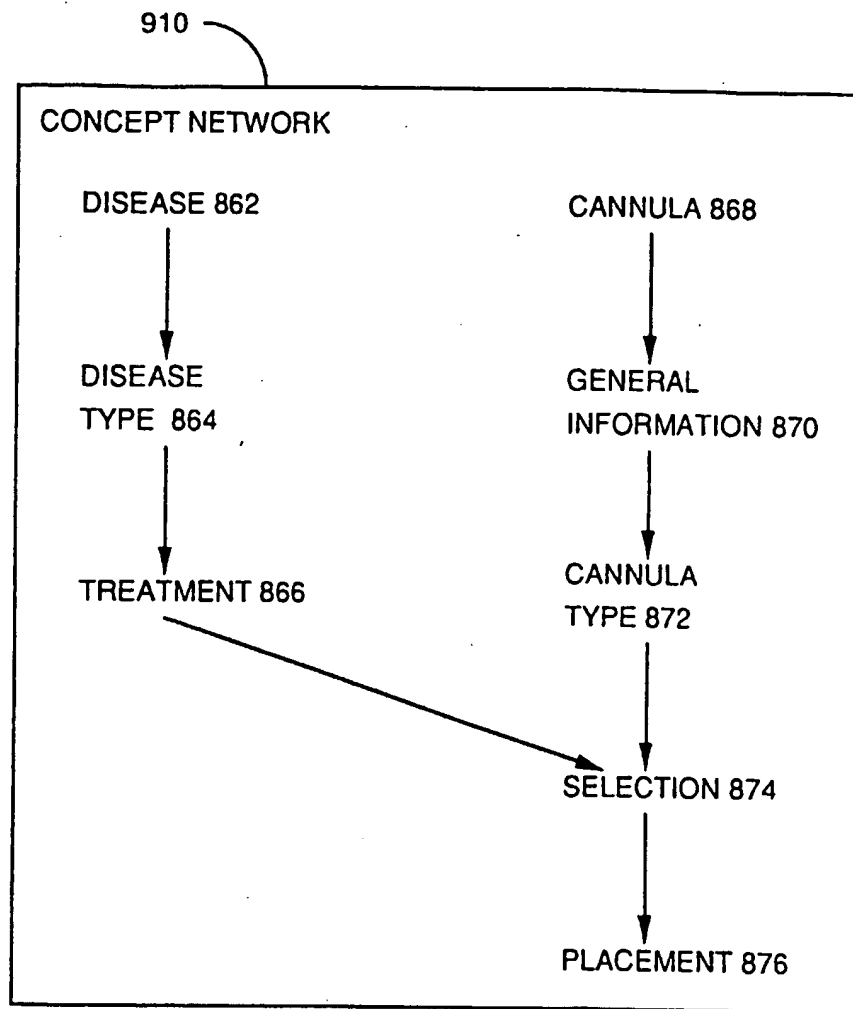 910
CONCEPT NETWORK
DISEASE 862
CANNULA 868
DISEASE
TYPE 864
GENERAL
INFORMATION 870
TREATMENT 866
CANNULA
TYPE 872
SELECTION 874
PLACEMENT 876